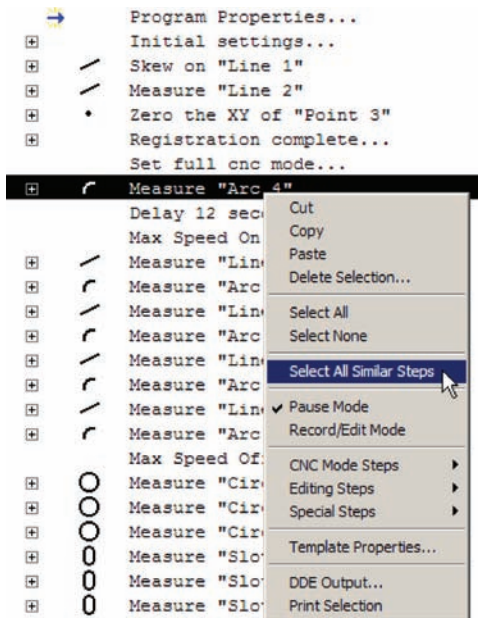 Program Properties...
Initial settings...
Skew on "Line 1"
Measure "Line 2"
Zero the XY of "Point 3"
Registration complete...
Set full cnc mode...
Measure "Arc 4"
Delay 12 sec
Max Speed On
Measure "Lin
Measure "Arc
Measure "Lin
Measure "Arc
Measure "Lin
Measure "Arc
Measure "Lin
Measure "Arc
Max Speed Of
Measure "Cir
Measure "Cir
Measure "Cir
Measure "Slo
Measure "Slo
Measure "Slo
Cut
Copy
Paste
Delete Selection...
Select All
Select None
Select All Similar Steps
Pause Mode
Record/Edit Mode
CNC Mode Steps
Editing Steps
Special Steps
Template Properties...
DDE Output...
Print Selection